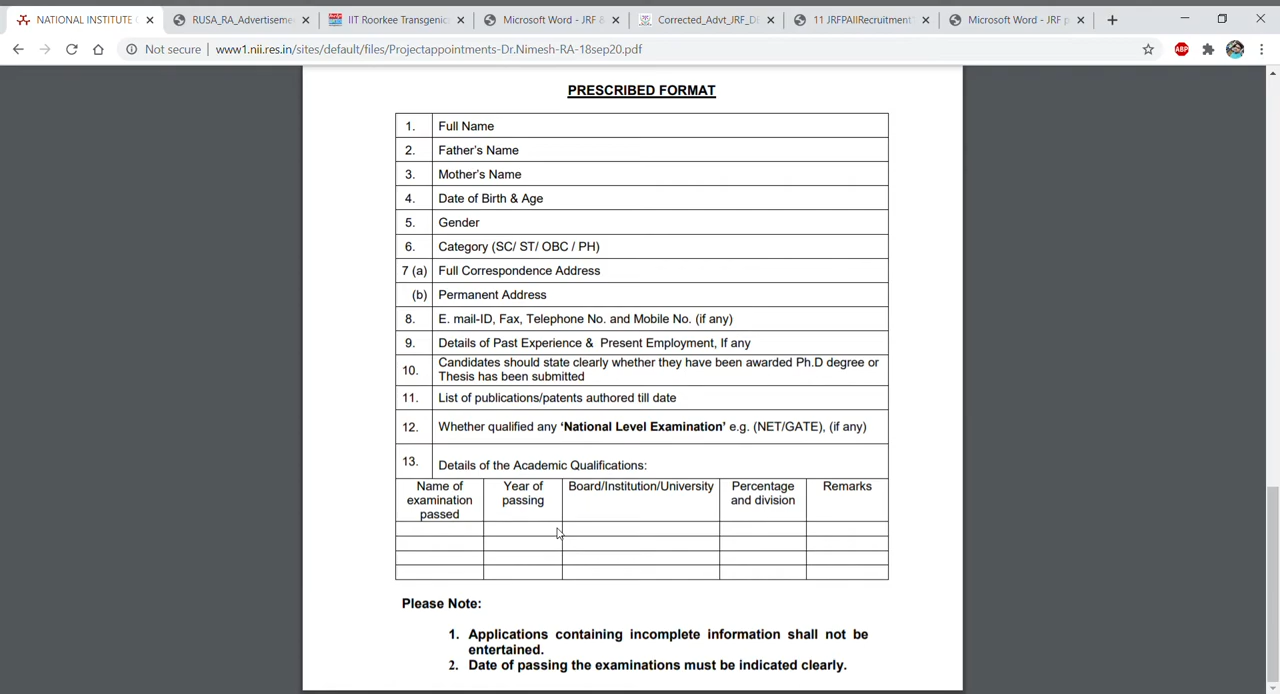 NATIONAL INSTITUTE
RUSA_RA_Advertiseme
IIT Roorkee Transgenic
Microsoft Word - JRF &
Corrected_Advt_JRF_D
11 JRFPAIIRecruitment
Microsoft Word - JRF p
Not secure
www1.nii.res.in/sites/default/files/Projectappointments-Dr.Nimesh-RA-18sep20.pdf
ABP
PRESCRIBED FORMAT
1. Full Name
2. Father's Name
3. Mother's Name
4. Date of Birth & Age
5. Gender
6. Category (SC/ ST/ OBC / PH)
7 (a) Full Correspondence Address
(b) Permanent Address
8. E. mail-ID, Fax, Telephone No. and Mobile No. (if any)
9. Details of Past Experience & Present Employment, If any
10. Candidates should state clearly whether they have been awarded Ph.D degree or
Thesis has been submitted
11. List of publications/patents authored till date
12. Whether qualified any ‘National Level Examination’ e.g. (NET/GATE), (if any)
13. Details of the Academic Qualifications:
Name of examination passed
Year of passing
Board/Institution/University
Percentage and division
Remarks
Please Note:
1. Applications containing incomplete information shall not be
entertained.
2. Date of passing the examinations must be indicated clearly.